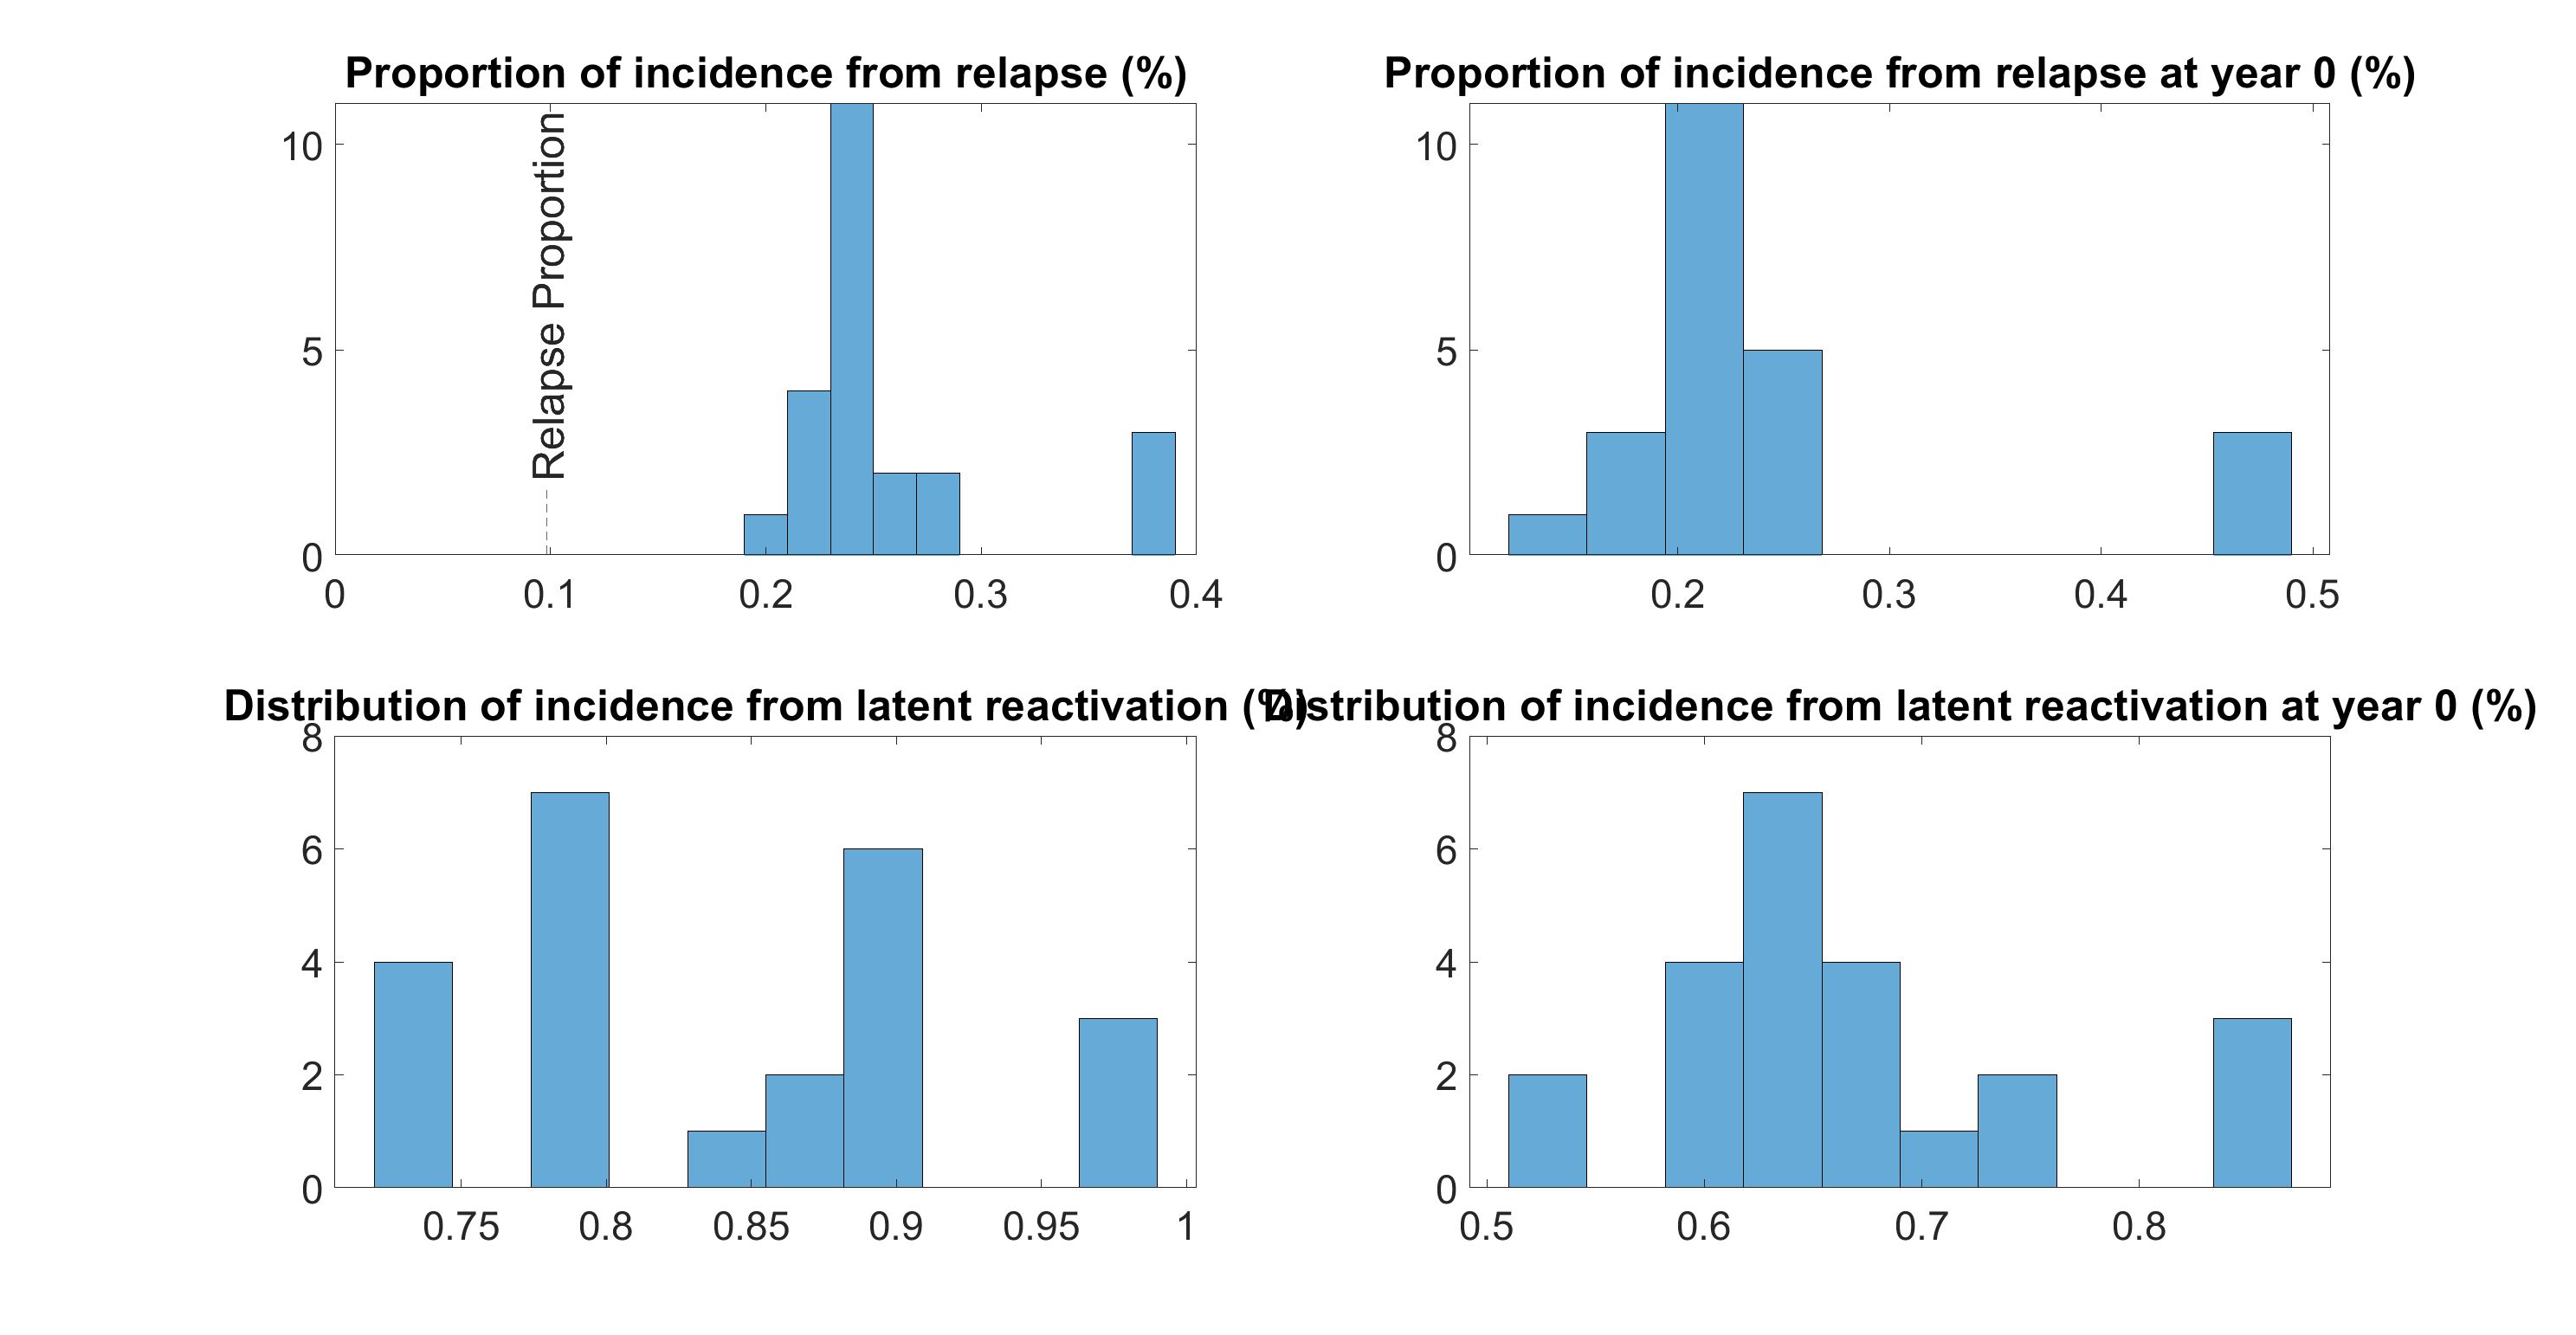 Proportion of incidence from relapse (%)
10
5
0
Relapse Proportion
0 0.1 0.2 0.3 0.4
Proportion of incidence from relapse at year 0 (%)
10
5
0
0.2 0.3 0.4 0.5
Distribution of incidence from latent reactivation (%)
8
6
4
2
0
0.75 0.8 0.85 0.9 0.95 1
Distribution of incidence from latent reactivation at year 0 (%)
8
6
4
2
0
0.5 0.6 0.7 0.8